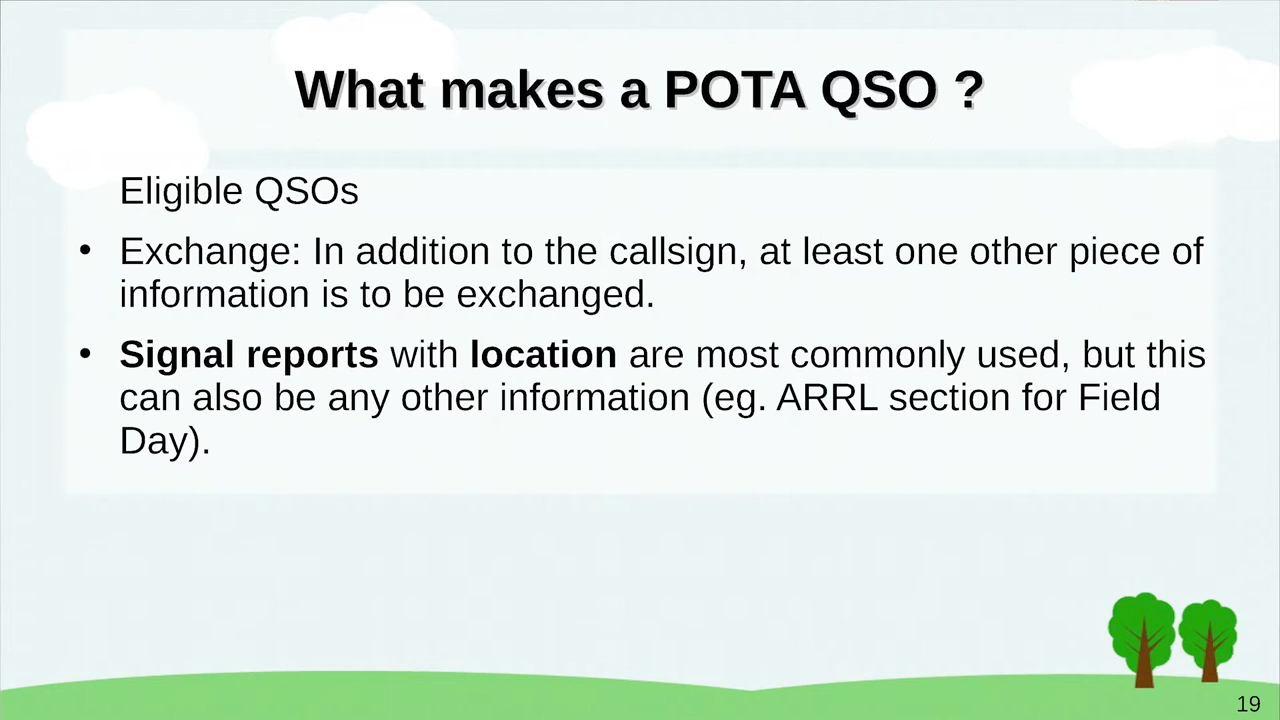 What makes a POTA QSO ?
Eligible QSOs
• Exchange: In addition to the callsign, at least one other piece of
information is to be exchanged.
• Signal reports with location are most commonly used, but this
can also be any other information (eg. ARRL section for Field
Day).
19